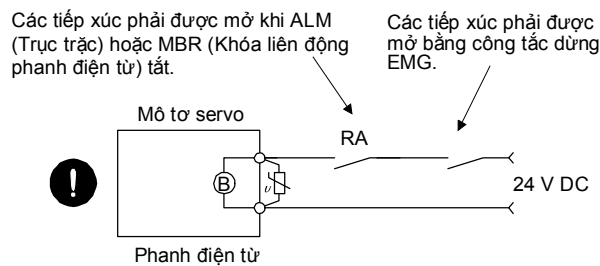 Các tiếp xúc phải được mở khi ALM
(Trục trặc) hoặc MBR (Khóa liên động
phanh điện từ) tắt.
Các tiếp xúc phải được
mở bằng công tắc dừng
EMG.
Mô tơ servo
RA
B
υ
24 V DC
Phanh điện từ